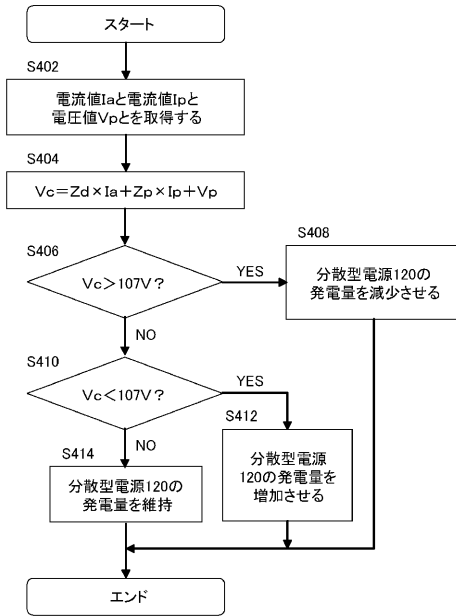 スタート
S402
電流値Iaと電流値Ipと
電圧値Vpとを取得する
S404
Vc=Zd×Ia+Zp×Ip+Vp
S406
Vc>107V?
YES
S408
分散型電源120の
発電量を減少させる
NO
S410
Vc<107V?
YES
S412
分散型電源
120の発電量を
増加させる
NO
S414
分散型電源120の
発電量を維持
エンド